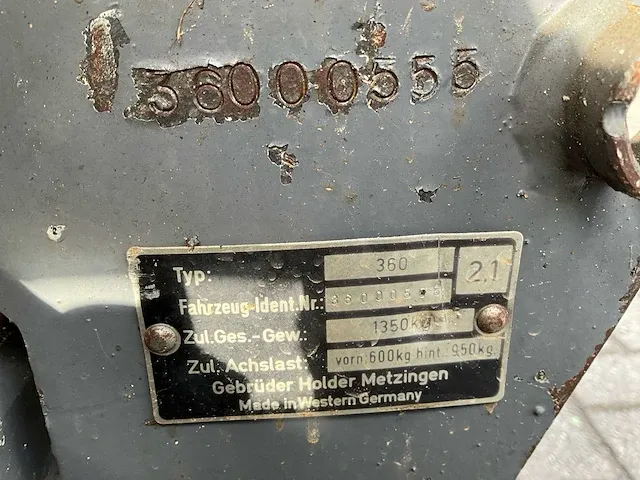 36000555
Typ: 360 2.1
Fahrzeug-Ident.Nr.: 36000555
Zul.Ges.-Gew.: 1350kg
Zul. Achslast: vorn:600kg hint.:950kg
Gebrüder Holder Metzingen
Made in Western Germany